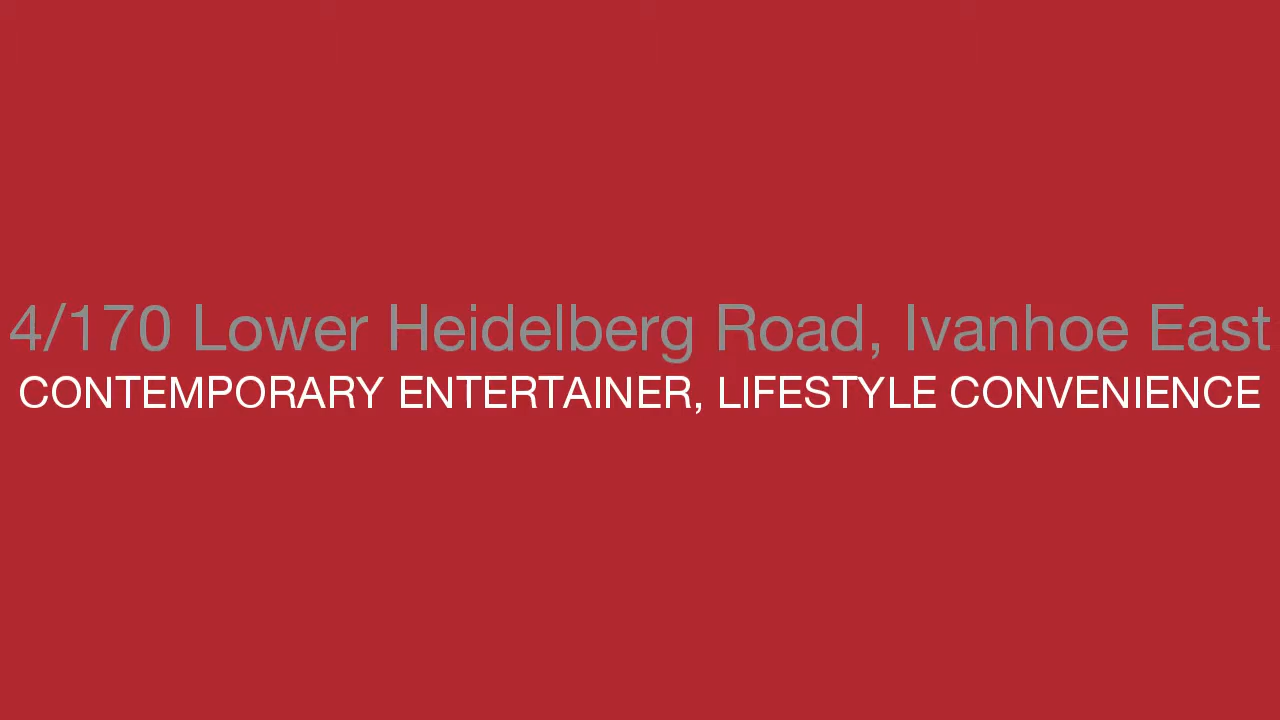 4/170 Lower Heidelberg Road, Ivanhoe East
CONTEMPORARY ENTERTAINER, LIFESTYLE CONVENIENCE